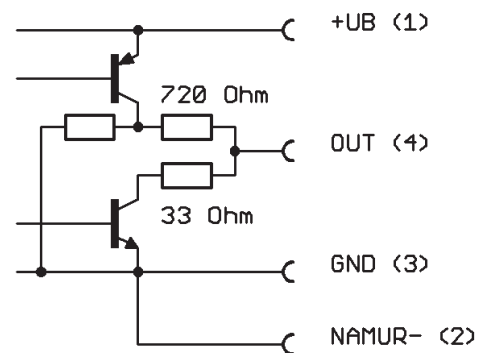 +UB (1)
720 Ohm
OUT (4)
33 Ohm
GND (3)
NAMUR- (2)